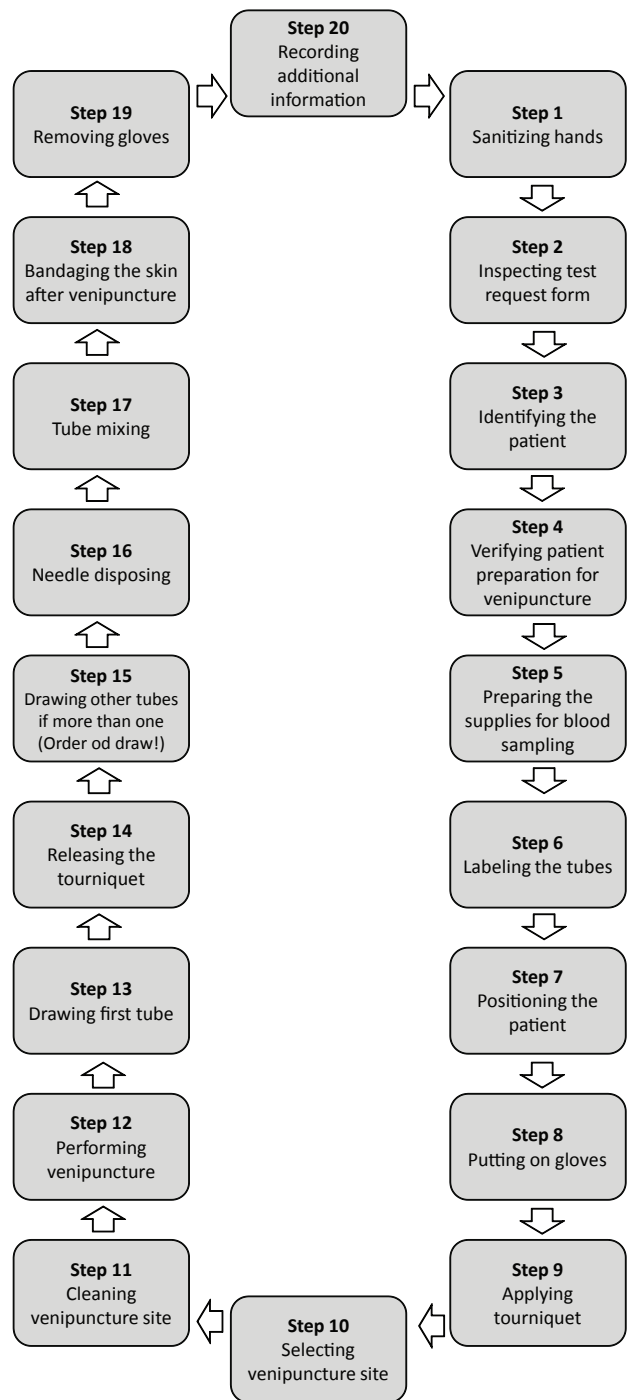 Step 20
Recording
additional
information
Step 1
Sanitizing hands
Step 2
Inspecting test
request form
Step 3
Identifying the
patient
Step 4
Verifying patient
preparation for
venipuncture
Step 5
Preparing the
supplies for blood
sampling
Step 6
Labeling the tubes
Step 7
Positioning the
patient
Step 8
Putting on gloves
Step 9
Applying
tourniquet
Step 10
Selecting
venipuncture site
Step 11
Cleaning
venipuncture site
Step 12
Performing
venipuncture
Step 13
Drawing first tube
Step 14
Releasing the
tourniquet
Step 15
Drawing other tubes
if more than one
(Order od draw!)
Step 16
Needle disposing
Step 17
Tube mixing
Step 18
Bandaging the skin
after venipuncture
Step 19
Removing gloves